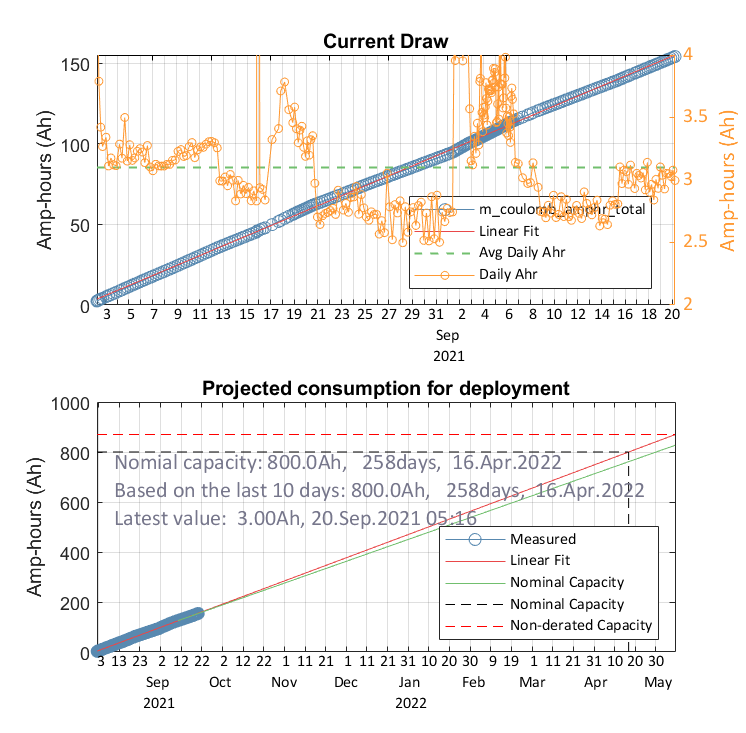 Current Draw
Amp-hours (Ah)
150
100
50
0
4
3.5
3
2.5
2
Amp-hours (Ah)
m_coulomb_amphr_total
Linear Fit
Avg Daily Ahr
Daily Ahr
3 5 7 9 11 13 15 17 19 21 23 25 27 29 31 2 4 6 8 10 12 14 16 18 20
Sep
2021
Projected consumption for deployment
Amp-hours (Ah)
1000
800
600
400
200
0
Nomial capacity: 800.0Ah, 258days, 16.Apr.2022
Based on the last 10 days: 800.0Ah, 258days, 16.Apr.2022
Latest value: 3.00Ah, 20.Sep.2021 05:16
Measured
Linear Fit
Nominal Capacity
Nominal Capacity
Non-derated Capacity
3 13 23 2 12 22 2 12 22 1 11 21 1 11 21 31 10 20 30 9 19 1 11 21 31 10 20 30
Sep Oct Nov Dec Jan Feb Mar Apr May
2021 2022